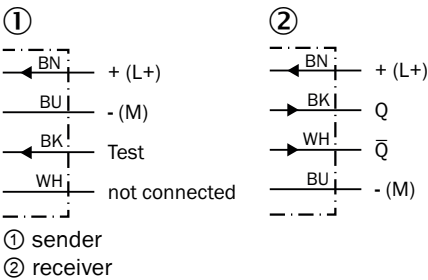 ① ②
BN + (L+) BN + (L+)
BU - (M) BK Q
BK Test WH Q̅
WH not connected BU - (M)
① sender
② receiver